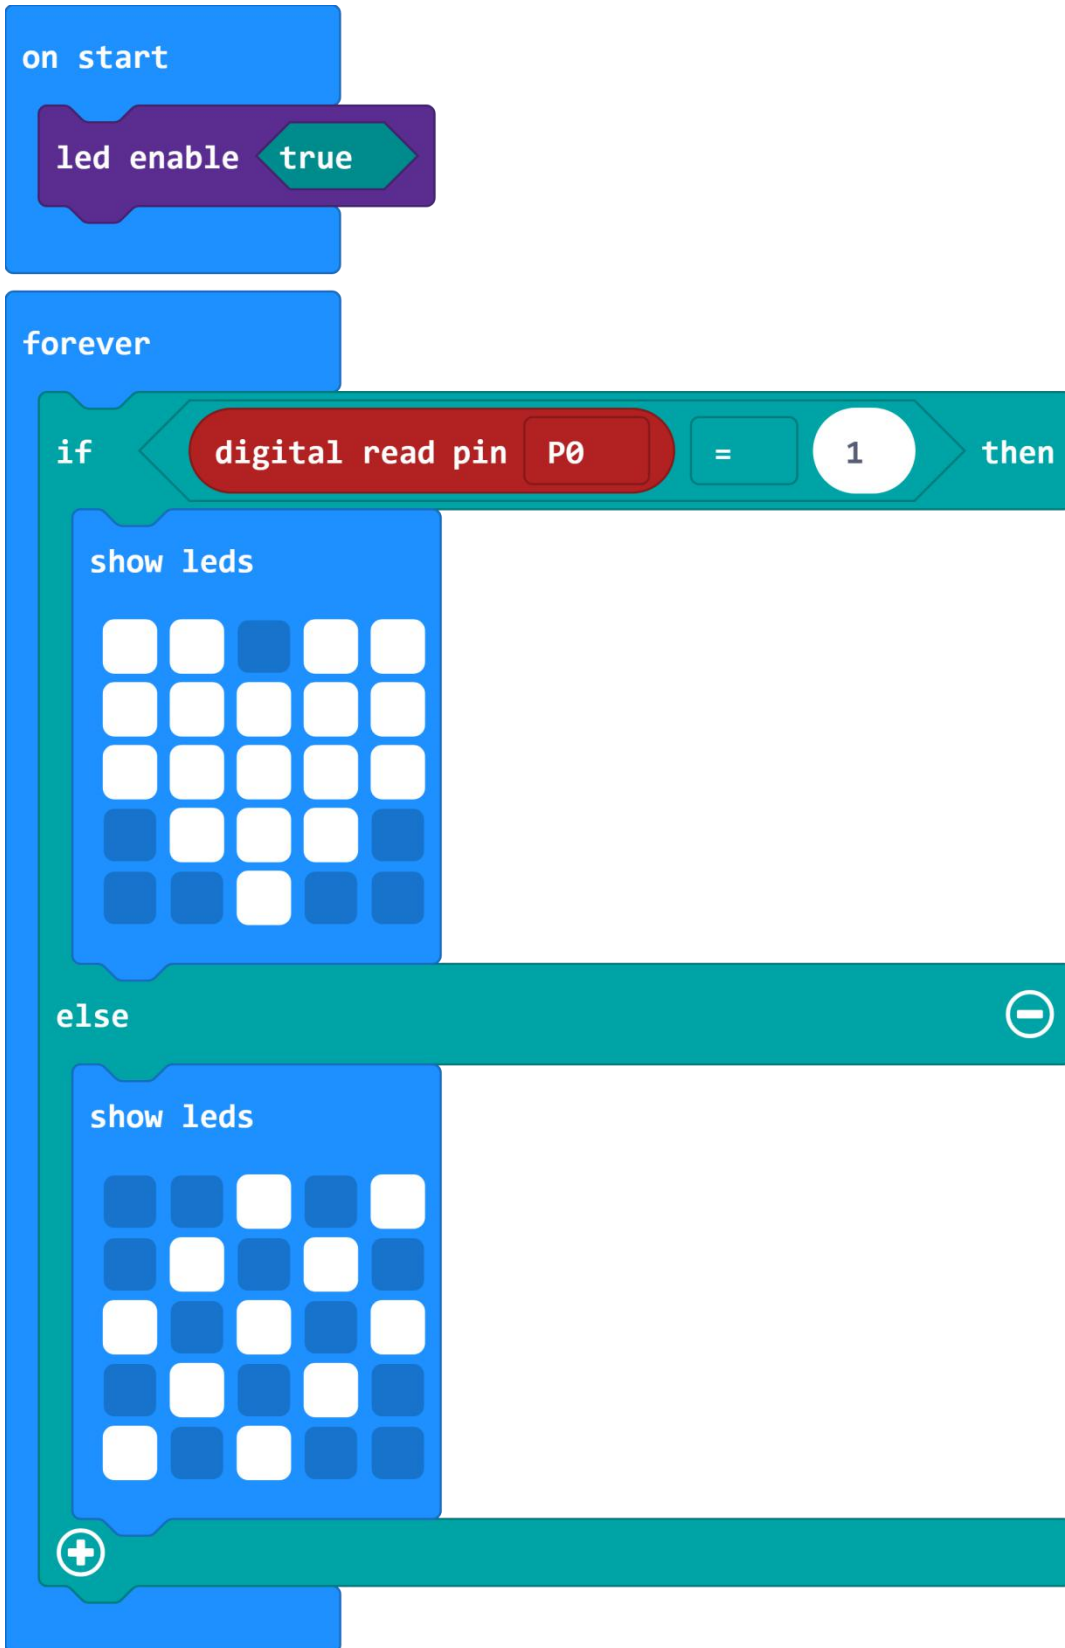 on start
led enable true
forever
if digital read pin P0 = 1 then
show leds
else
show leds